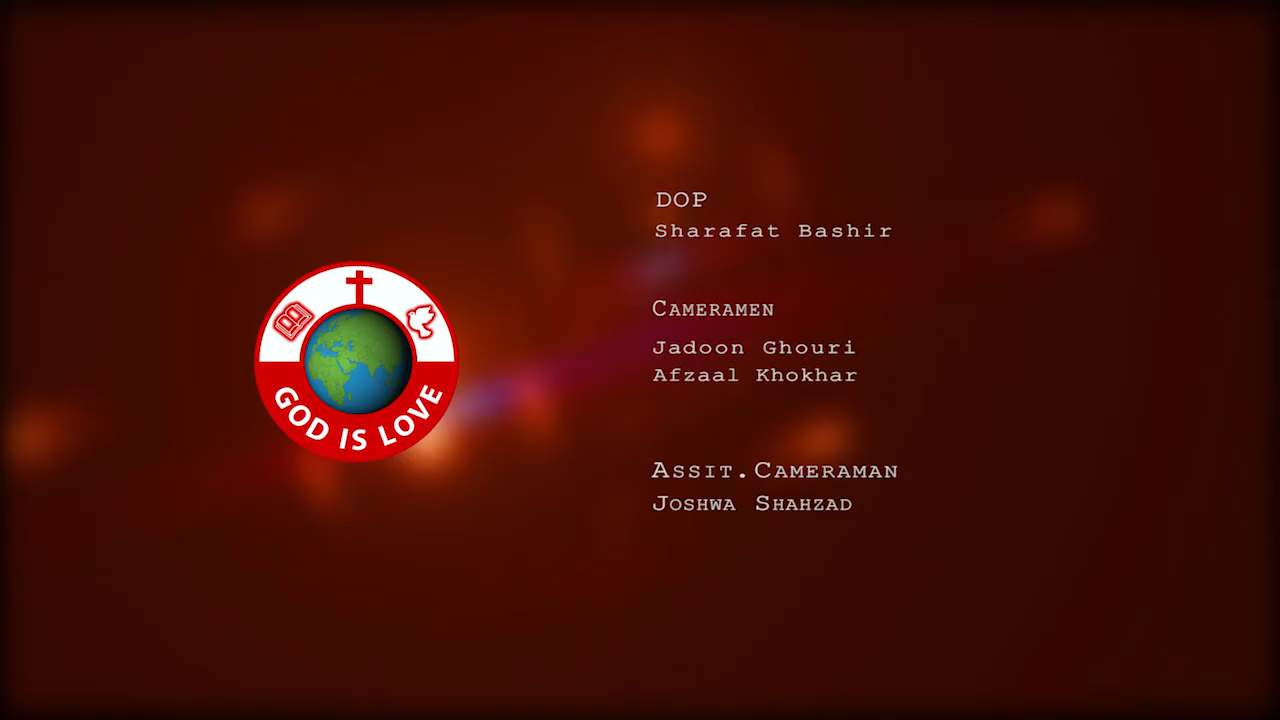 GOD IS LOVE
DOP
Sharafat Bashir
CAMERAMEN
Jadoon Ghouri
Afzaal Khokhar
ASSIT.CAMERAMAN
JOSHWA SHAHZAD